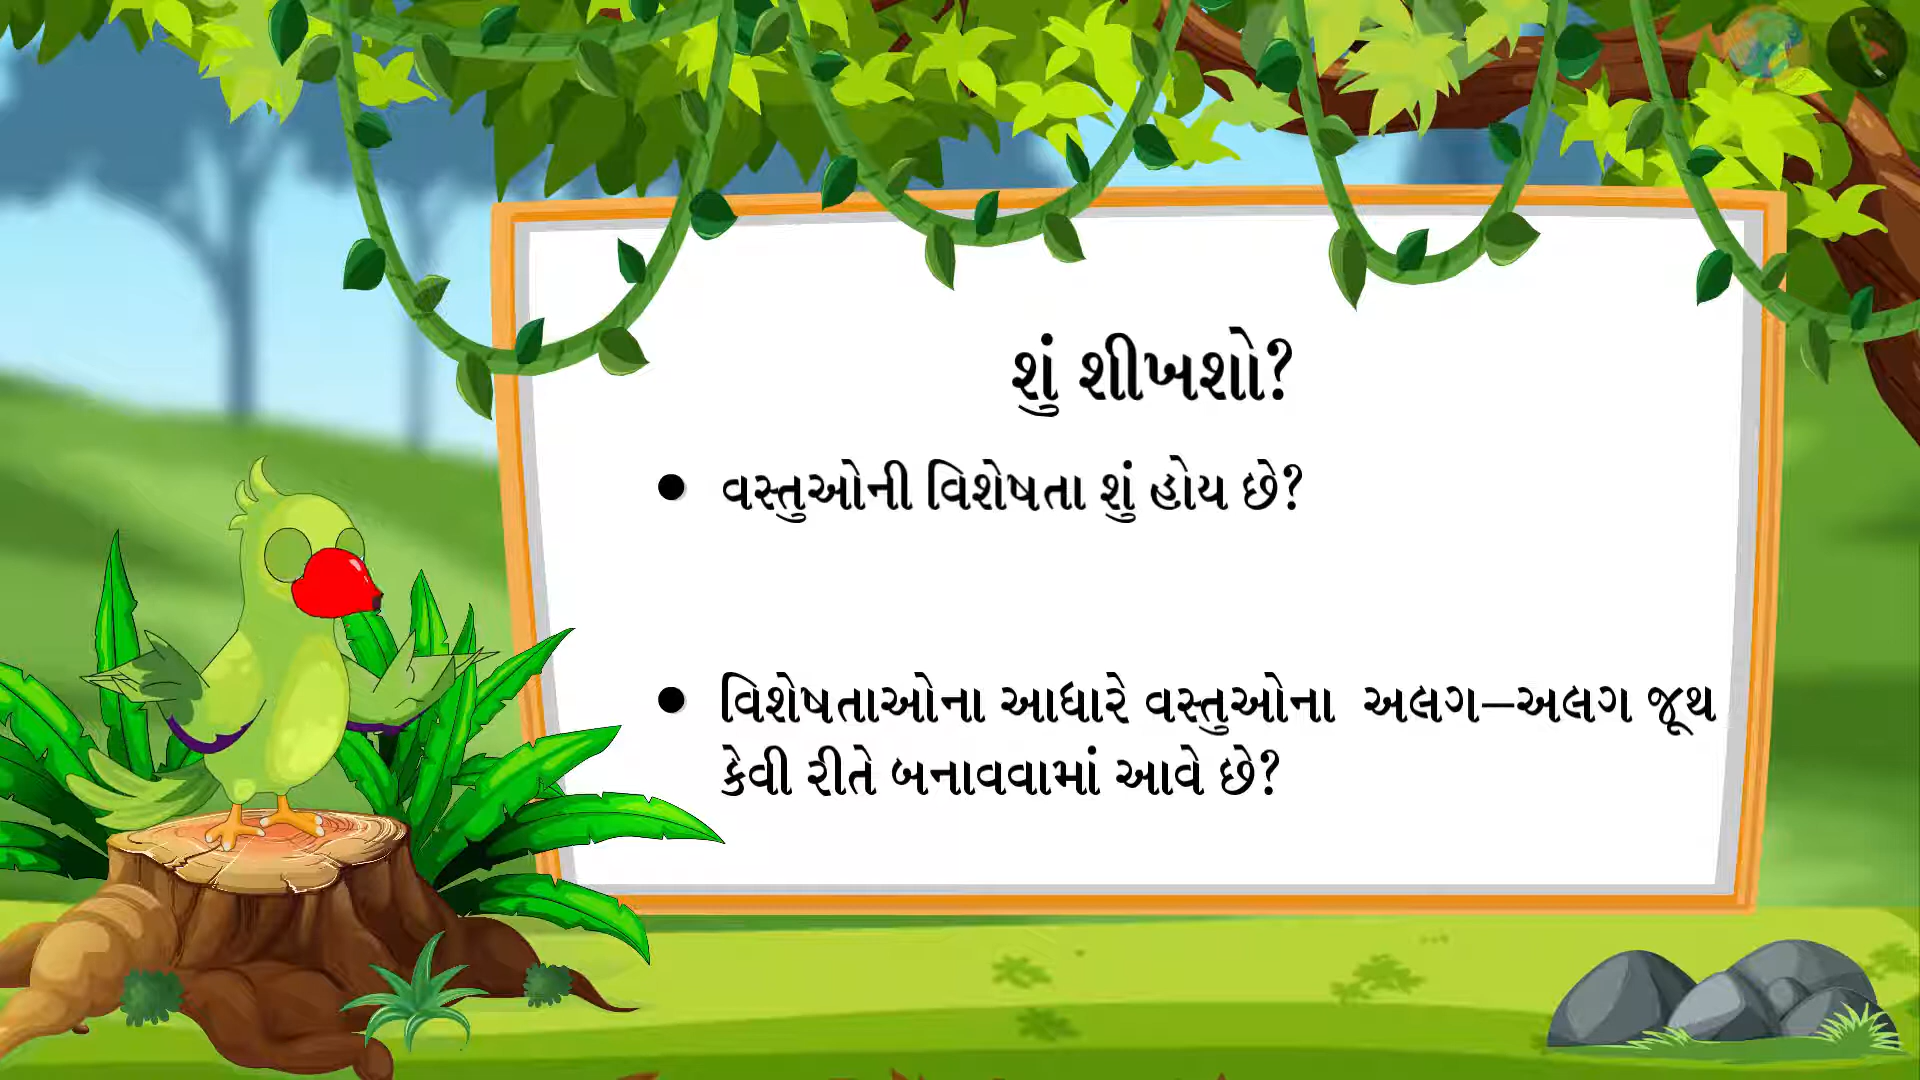 શું શીખશો?
• વસ્તુઓની વિશેષતા શું હોય છે?
• વિશેષતાઓના આધારે વસ્તુઓના અલગ–અલગ જૂથ
કેવી રીતે બનાવવામાં આવે છે?